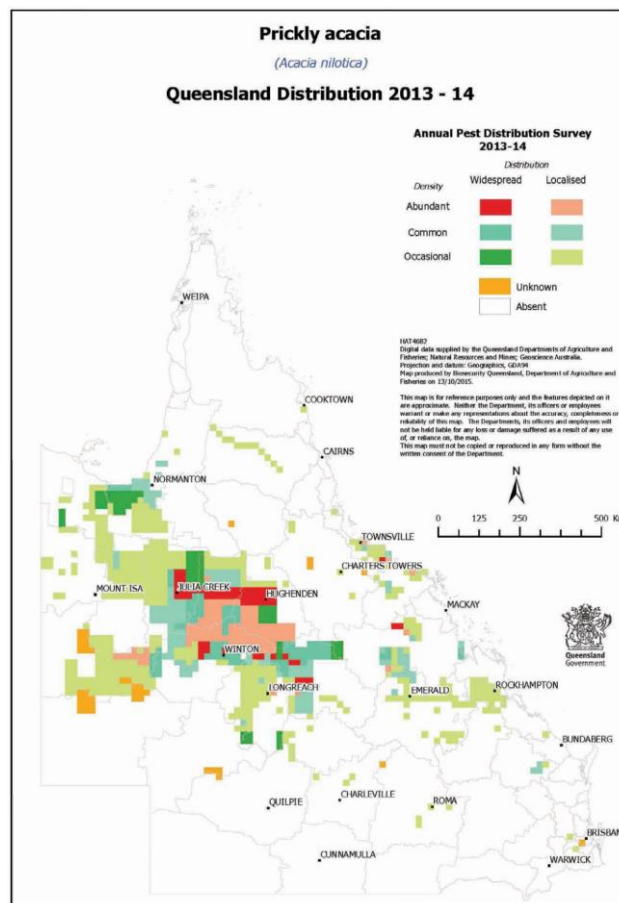 Prickly acacia
(Acacia nilotica)
Queensland Distribution 2013 - 14
Annual Pest Distribution Survey
2013-14
Distribution
Density Widespread Localised
Abundant
Common
Occasional
Unknown
Absent
HAT4682
Digital data supplied by the Queensland Departments of Agriculture and
Fisheries; Natural Resources and Mines; Geoscience Australia.
Projection and datum: Geographics, GDA94
Map produced by Biosecurity Queensland, Department of Agriculture and
Fisheries on 13/10/2015.
This map is for reference purposes only and the features depicted on it
are approximate. Neither the Department, its officers or employees
warrant or make any representations about the accuracy, completeness or
reliability of this map. The Departments, its officers and employees will
not be held liable for any loss or damage suffered as a result of any use
of, or reliance on, the map.
This map must not be copied or reproduced in any form without the
written consent of the Department.
N
0 125 250 500
Queensland
Government
WEIPA
COOKTOWN
CAIRNS
NORMANTON
TOWNSVILLE
CHARTERS TOWERS
MOUNT ISA
JULIA CREEK
HUGHENDEN
MACKAY
WINTON
LONGREACH
EMERALD
ROCKHAMPTON
BUNDABERG
QUILPIE
CHARLEVILLE
ROMA
BRISBAN
CUNNAMULLA
WARWICK